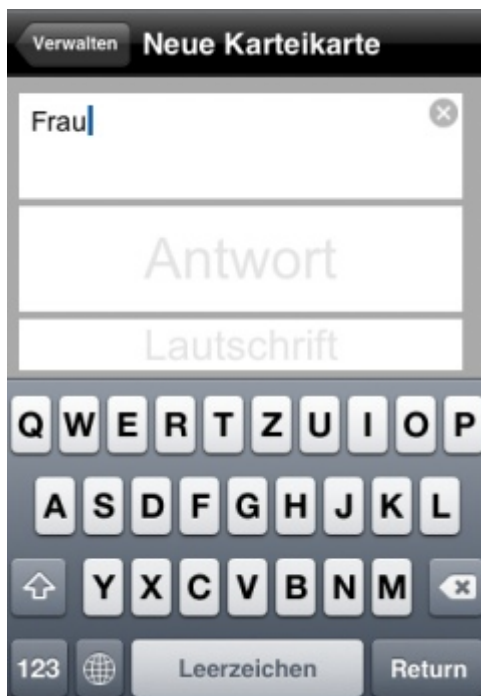 Verwalten Neue Karteikarte
Frau
Antwort
Lautschrift
Q W E R T Z U I O P
A S D F G H J K L
Y X C V B N M
123 Leerzeichen Return